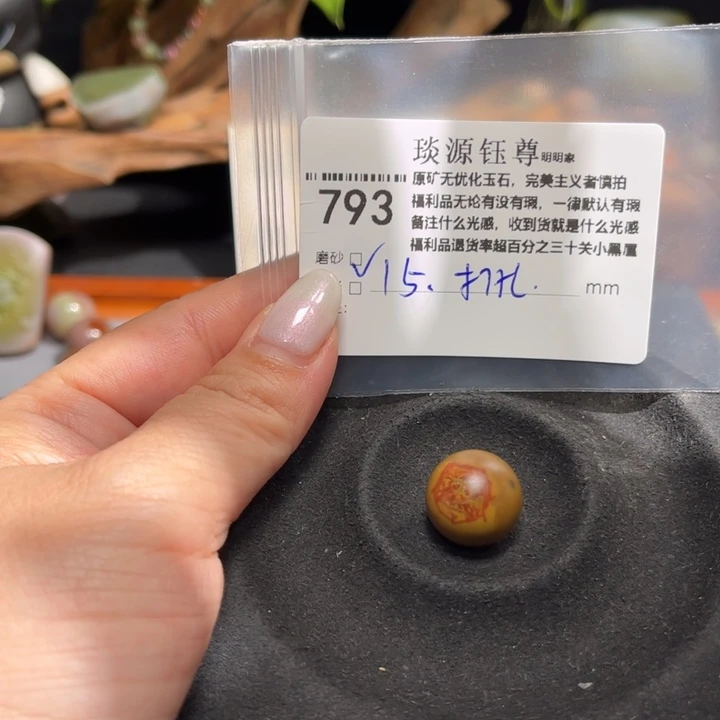 琰源钰尊明明家
793
原矿无优化玉石，完美主义者慎拍
福利品无论有没有瑕，一律默认有瑕
备注什么光感，收到货就是什么光感
福利品退货率超百分之三十关小黑屋
磨砂 □ ✓
: □ 15. 打孔. mm